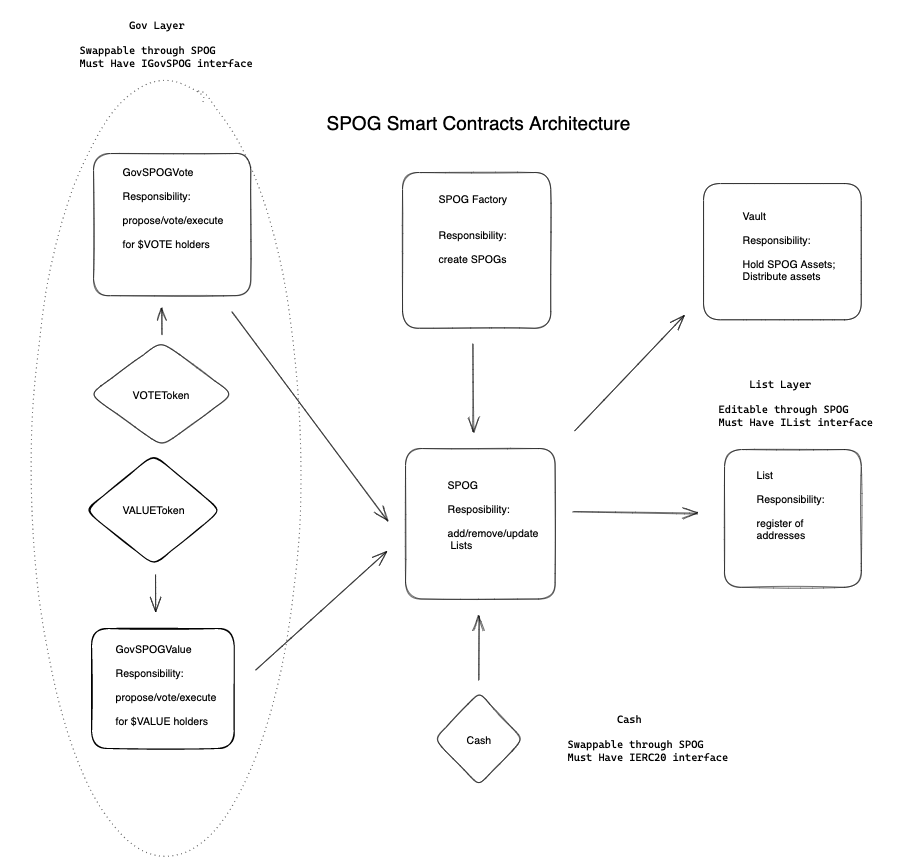 Gov Layer
Swappable through SPOG
Must Have IGovSPOG interface
SPOG Smart Contracts Architecture
GovSPOGVote
Responsibility:
propose/vote/execute
for $VOTE holders
SPOG Factory
Responsibility:
create SPOGs
Vault
Responsibility:
Hold SPOG Assets;
Distribute assets
VOTEToken
List Layer
Editable through SPOG
Must Have IList interface
VALUEToken
SPOG
Resposibility:
add/remove/update
Lists
List
Responsibility:
register of
addresses
GovSPOGValue
Responsibility:
propose/vote/execute
for $VALUE holders
Cash
Cash
Swappable through SPOG
Must Have IERC20 interface